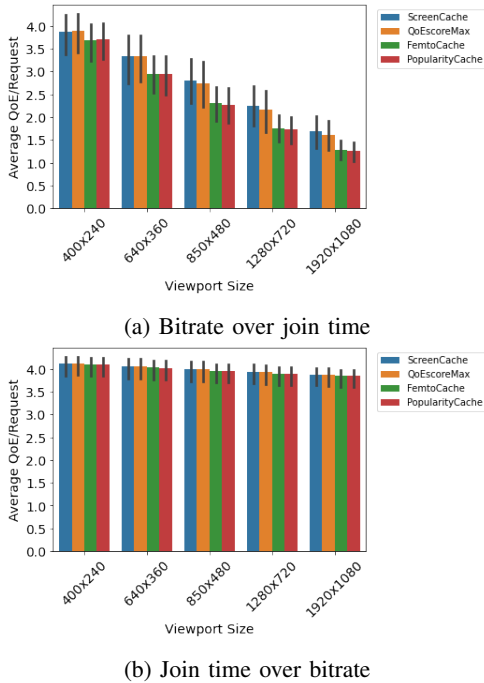 4.0
3.5
3.0
2.5
2.0
1.5
1.0
0.5
0.0
Average QoE/Request
400x240
640x360
850x480
1280x720
1920x1080
Viewport Size
ScreenCache
QoEscoreMax
FemtoCache
PopularityCache
(a) Bitrate over join time
4.0
3.5
3.0
2.5
2.0
1.5
1.0
0.5
0.0
Average QoE/Request
400x240
640x360
850x480
1280x720
1920x1080
Viewport Size
ScreenCache
QoEscoreMax
FemtoCache
PopularityCache
(b) Join time over bitrate